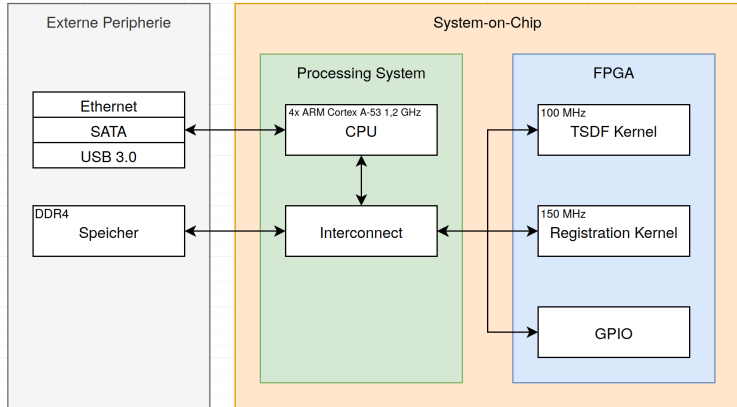 Externe Peripherie
System-on-Chip
Processing System
FPGA
Ethernet
SATA
USB 3.0
4x ARM Cortex A-53 1,2 GHz
CPU
100 MHz
TSDF Kernel
DDR4
Speicher
Interconnect
150 MHz
Registration Kernel
GPIO